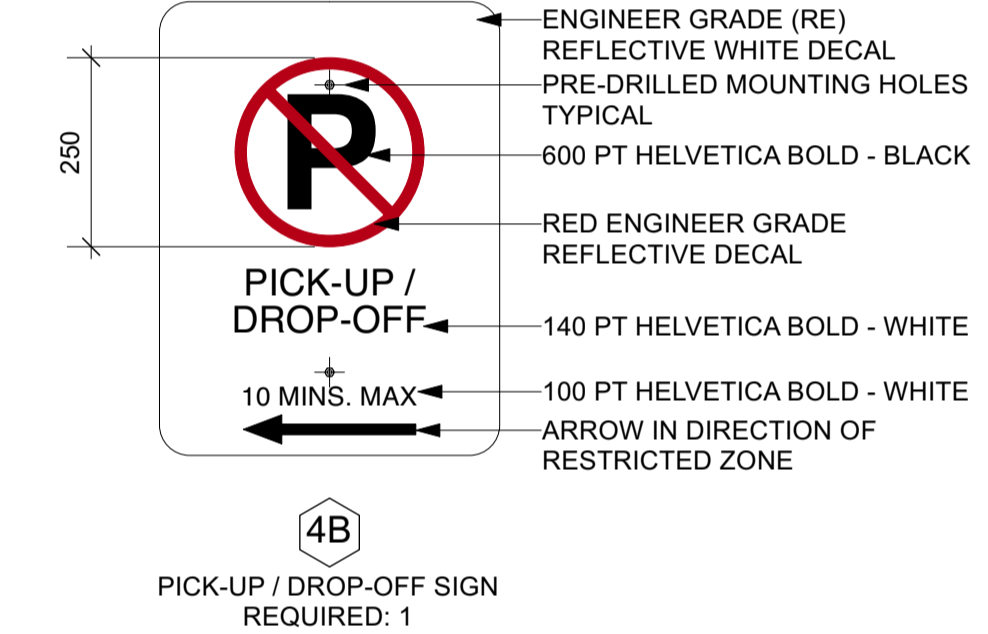 ENGINEER GRADE (RE)
REFLECTIVE WHITE DECAL
PRE-DRILLED MOUNTING HOLES
TYPICAL
250
P
600 PT HELVETICA BOLD - BLACK
RED ENGINEER GRADE
REFLECTIVE DECAL
PICK-UP /
DROP-OFF
140 PT HELVETICA BOLD - WHITE
10 MINS. MAX
100 PT HELVETICA BOLD - WHITE
ARROW IN DIRECTION OF
RESTRICTED ZONE
4B
PICK-UP / DROP-OFF SIGN
REQUIRED: 1